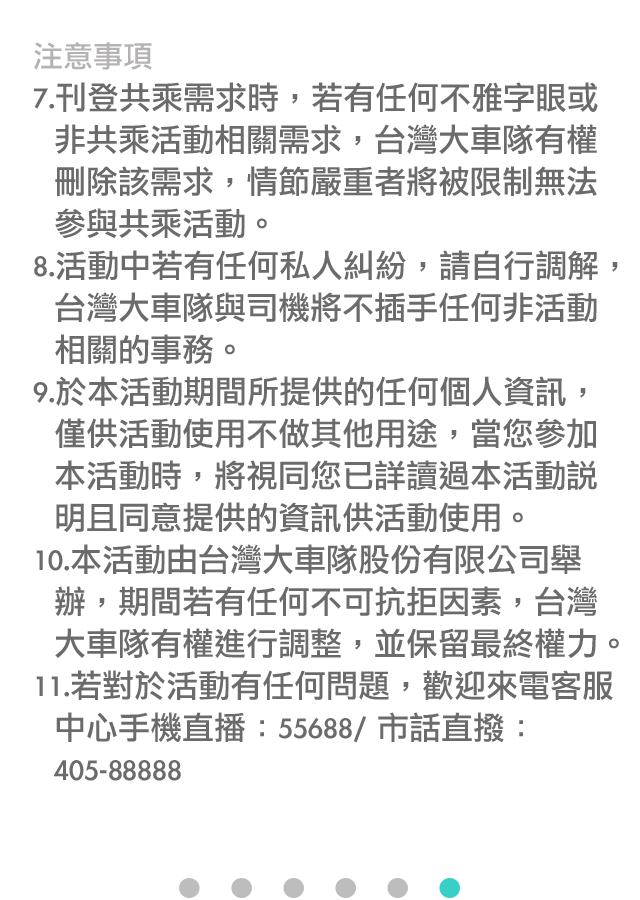 注意事項
7.刊登共乘需求時，若有任何不雅字眼或
非共乘活動相關需求，台灣大車隊有權
刪除該需求，情節嚴重者將被限制無法
參與共乘活動。
8.活動中若有任何私人糾紛，請自行調解，
台灣大車隊與司機將不插手任何非活動
相關的事務。
9.於本活動期間所提供的任何個人資訊，
僅供活動使用不做其他用途，當您參加
本活動時，將視同您已詳讀過本活動説
明且同意提供的資訊供活動使用。
10.本活動由台灣大車隊股份有限公司舉
辦，期間若有任何不可抗拒因素，台灣
大車隊有權進行調整，並保留最終權力。
11.若對於活動有任何問題，歡迎來電客服
中心手機直播：55688/ 市話直撥：
405-88888